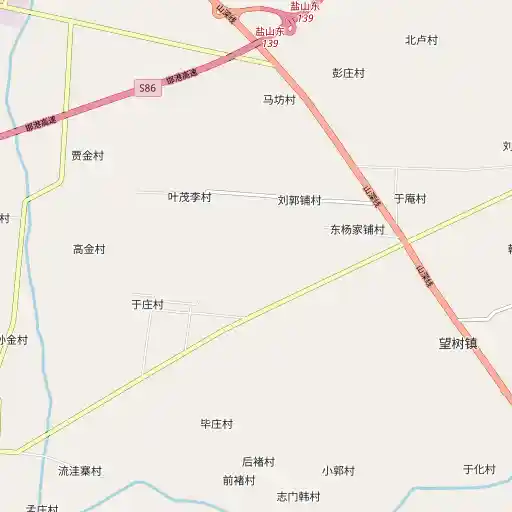 盐山东
139
山深线
盐山东
139
北卢村
彭庄村
邯港高速
S86
马坊村
邯港高速
贾金村
叶茂李村
刘郭铺村
山深线
于庵村
村
东杨家铺村
高金村
山深线
于庄村
孙金村
望树镇
毕庄村
后褚村
流洼寨村
前褚村
小郭村
于化村
志门韩村
孟庄村